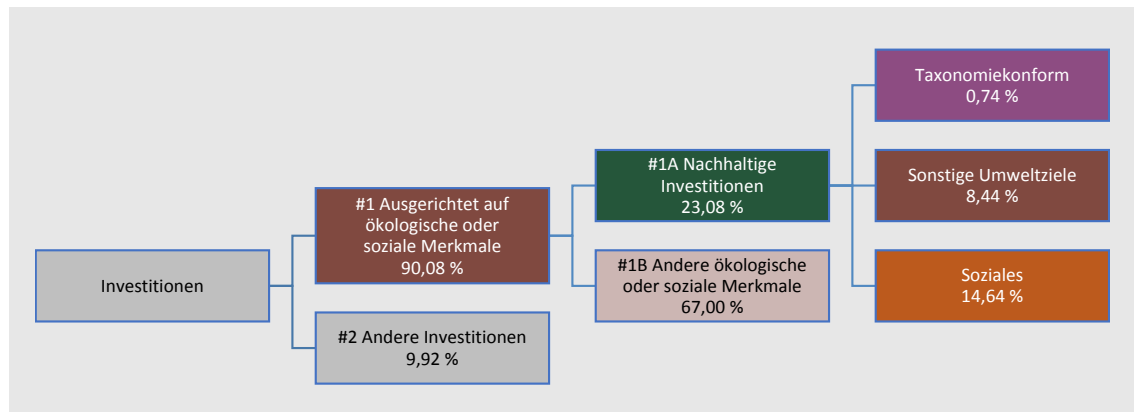 Investitionen
#1 Ausgerichtet auf
ökologische oder
soziale Merkmale
90,08 %
#2 Andere Investitionen
9,92 %
#1A Nachhaltige
Investitionen
23,08 %
#1B Andere ökologische
oder soziale Merkmale
67,00 %
Taxonomiekonform
0,74 %
Sonstige Umweltziele
8,44 %
Soziales
14,64 %